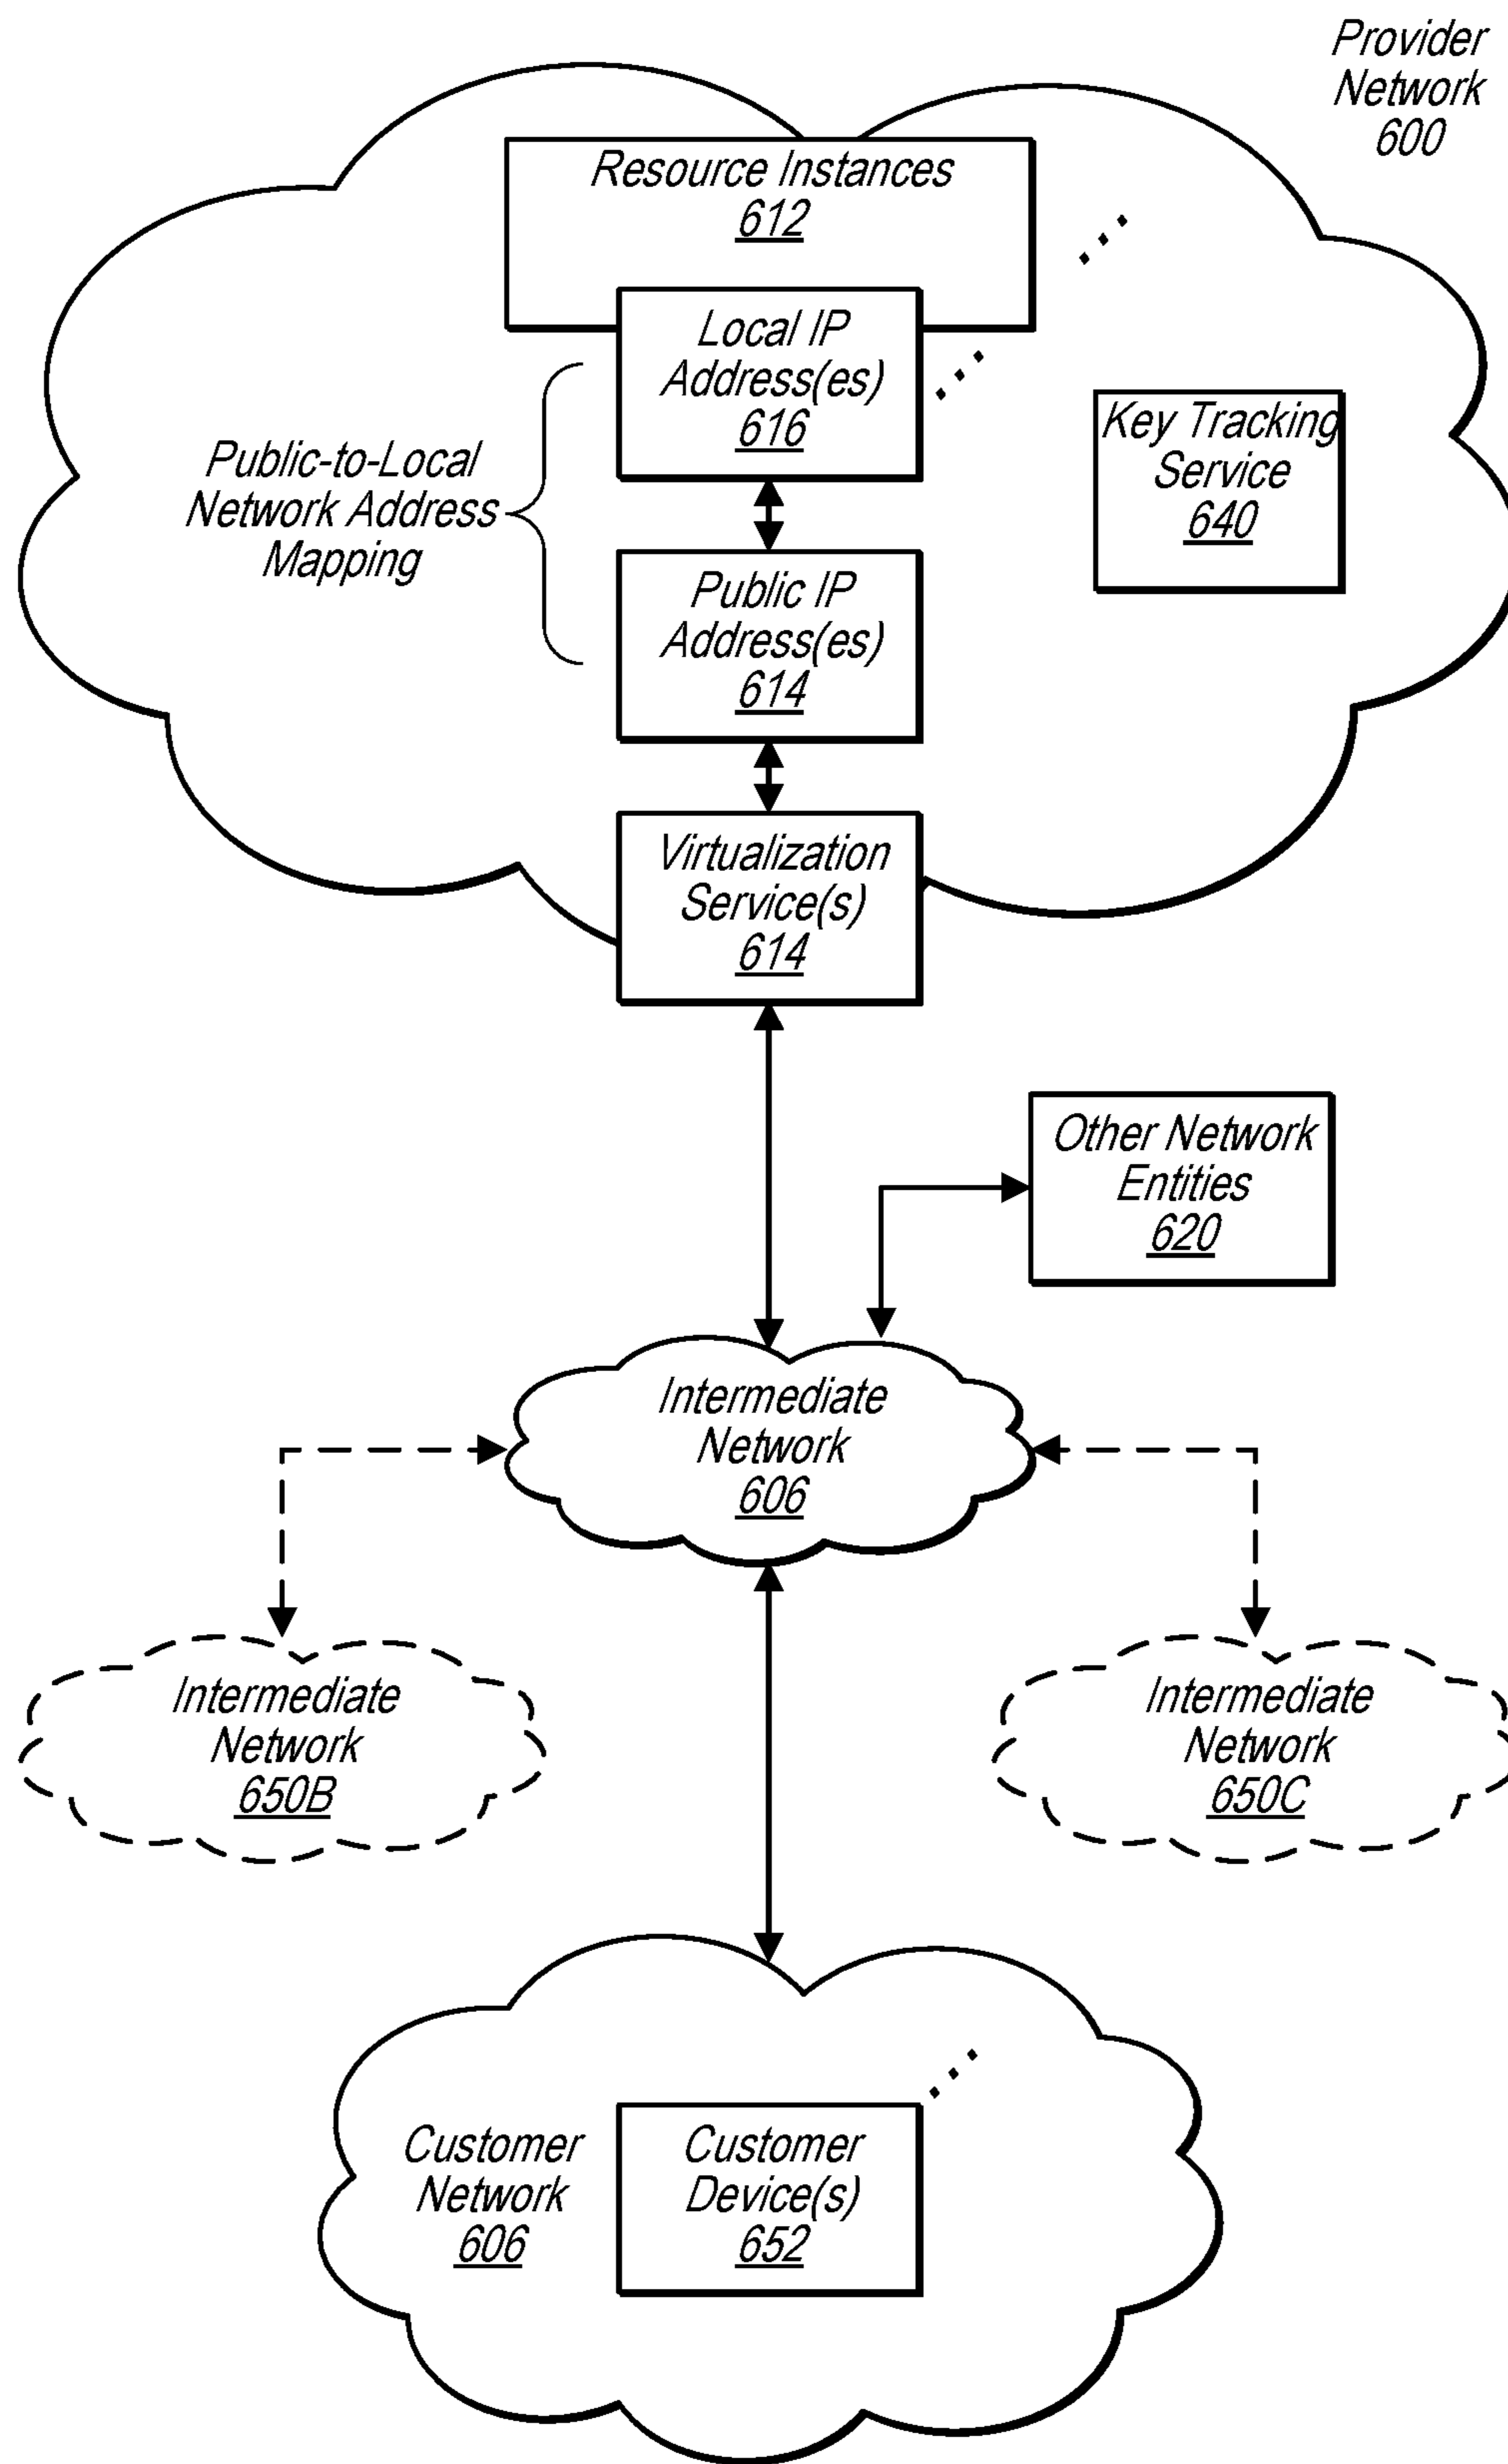 Provider
Network
600
Resource Instances
612
Local IP
Address(es)
616
Public-to-Local
Network Address
Mapping
Key Tracking
Service
640
Public IP
Address(es)
614
Virtualization
Service(s)
614
Other Network
Entities
620
Intermediate
Network
606
Intermediate
Network
650B
Intermediate
Network
650C
Customer
Network
606
Customer
Device(s)
652